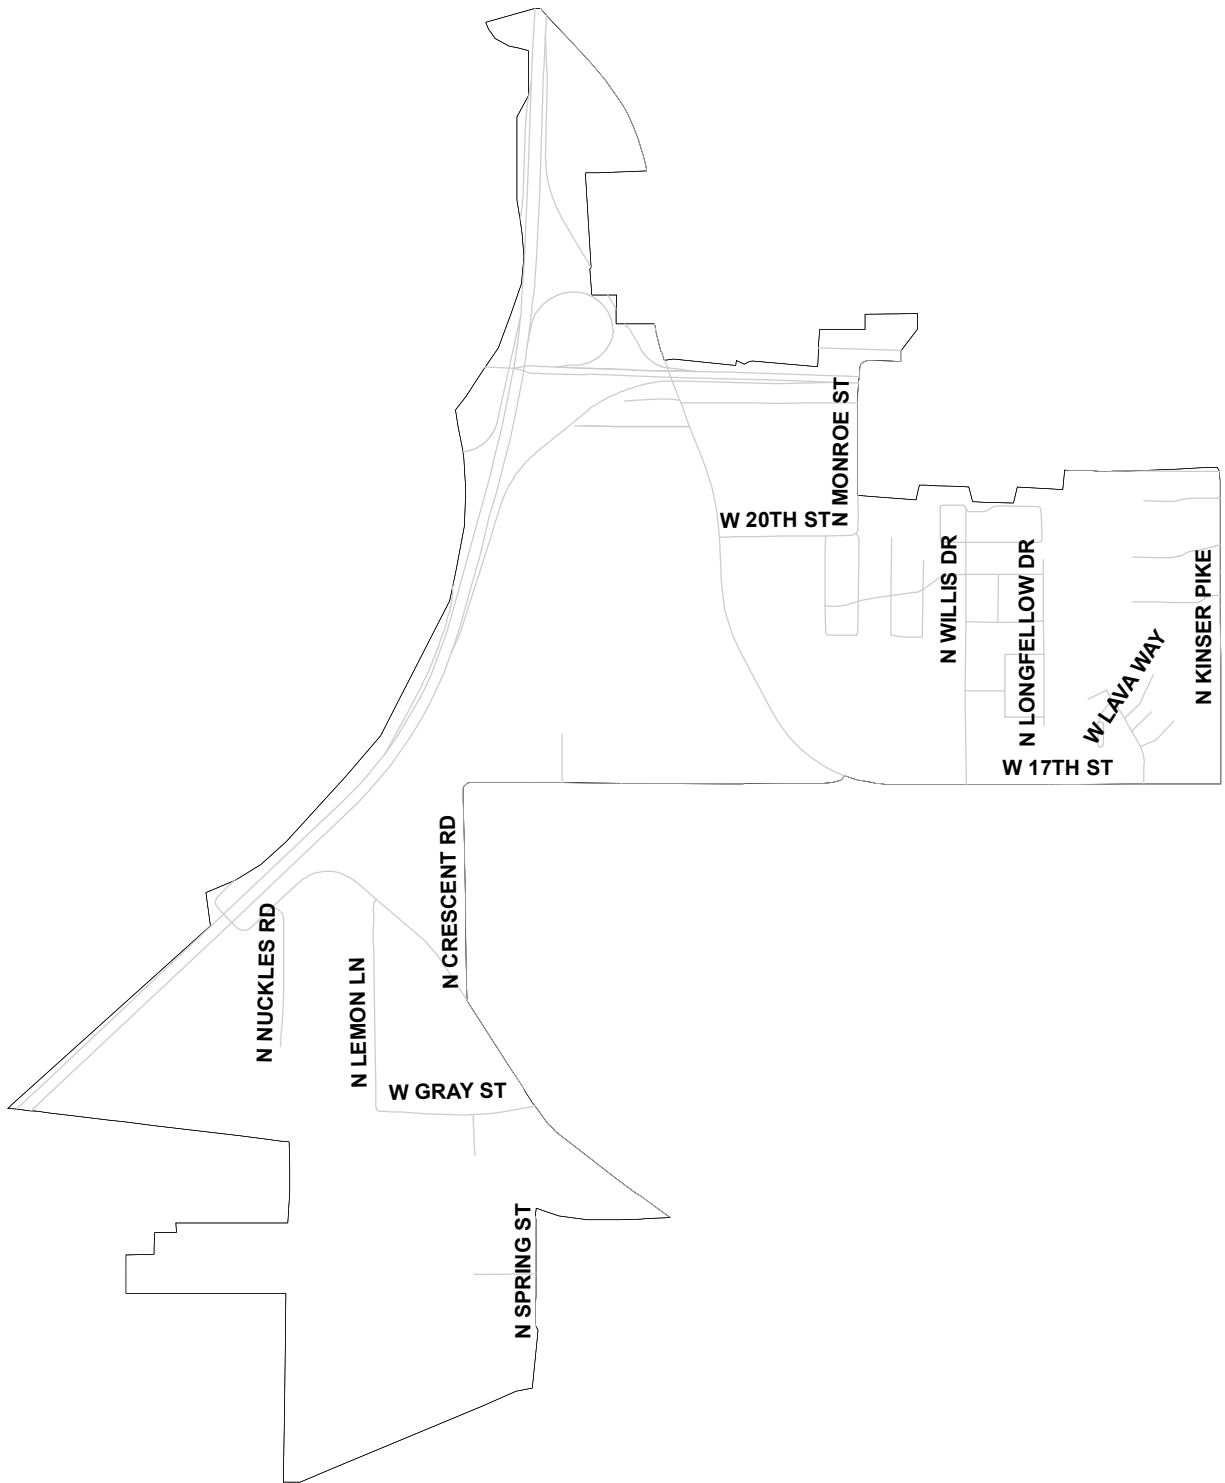 N MONROE ST
W 20TH ST
N WILLIS DR
N LONGFELLOW DR
N KINSER PIKE
W LAVA WAY
W 17TH ST
N CRESCENT RD
N NUCKLES RD
N LEMON LN
W GRAY ST
N SPRING ST